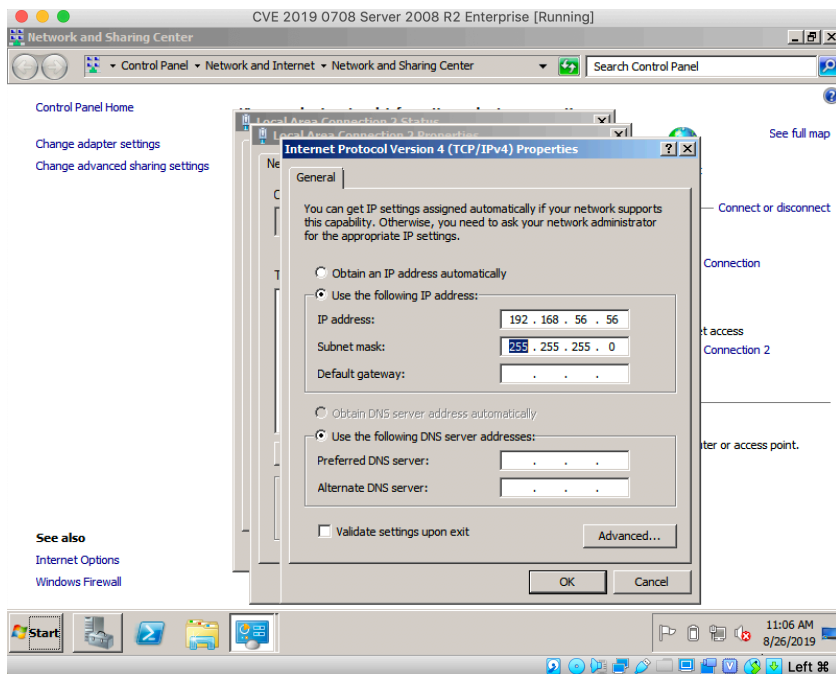 CVE 2019 0708 Server 2008 R2 Enterprise [Running]
Network and Sharing Center
Control Panel
Network and Internet
Network and Sharing Center
Search Control Panel
Control Panel Home
Change adapter settings
Change advanced sharing settings
See full map
Connect or disconnect
Connection
t access
Connection 2
ter or access point.
Local Area Connection 2 Status
Local Area Connection 2 Properties
Ne
Internet Protocol Version 4 (TCP/IPv4) Properties
General
You can get IP settings assigned automatically if your network supports
this capability. Otherwise, you need to ask your network administrator
for the appropriate IP settings.
Obtain an IP address automatically
Use the following IP address:
IP address: 192 . 168 . 56 . 56
Subnet mask: 255 . 255 . 255 . 0
Default gateway: . . .
Obtain DNS server address automatically
Use the following DNS server addresses:
Preferred DNS server: . . .
Alternate DNS server: . . .
Validate settings upon exit
Advanced...
OK
Cancel
See also
Internet Options
Windows Firewall
Start
11:06 AM
8/26/2019
Left ⌘